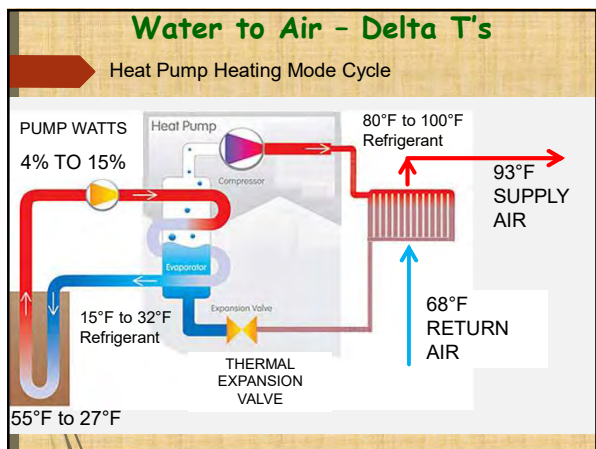 Water to Air – Delta T's
Heat Pump Heating Mode Cycle
PUMP WATTS
4% TO 15%
Heat Pump
Compressor
80°F to 100°F
Refrigerant
93°F
SUPPLY
AIR
Evaporator
15°F to 32°F
Refrigerant
Expansion Valve
THERMAL
EXPANSION
VALVE
68°F
RETURN
AIR
55°F to 27°F